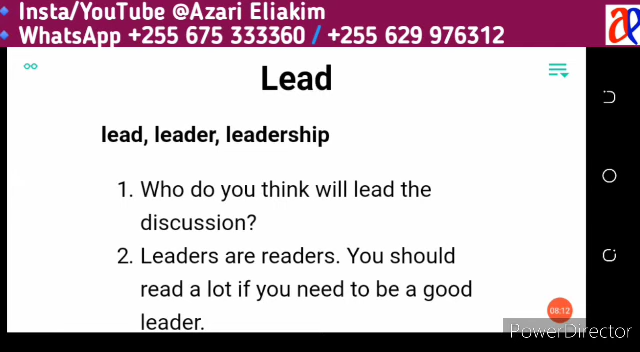 Insta/YouTube @Azari Eliakim
WhatsApp +255 675 333360 / +255 629 976312
Lead
lead, leader, leadership
1. Who do you think will lead the
discussion?
2. Leaders are readers. You should
read a lot if you need to be a good
leader.
08:12
PowerDirector